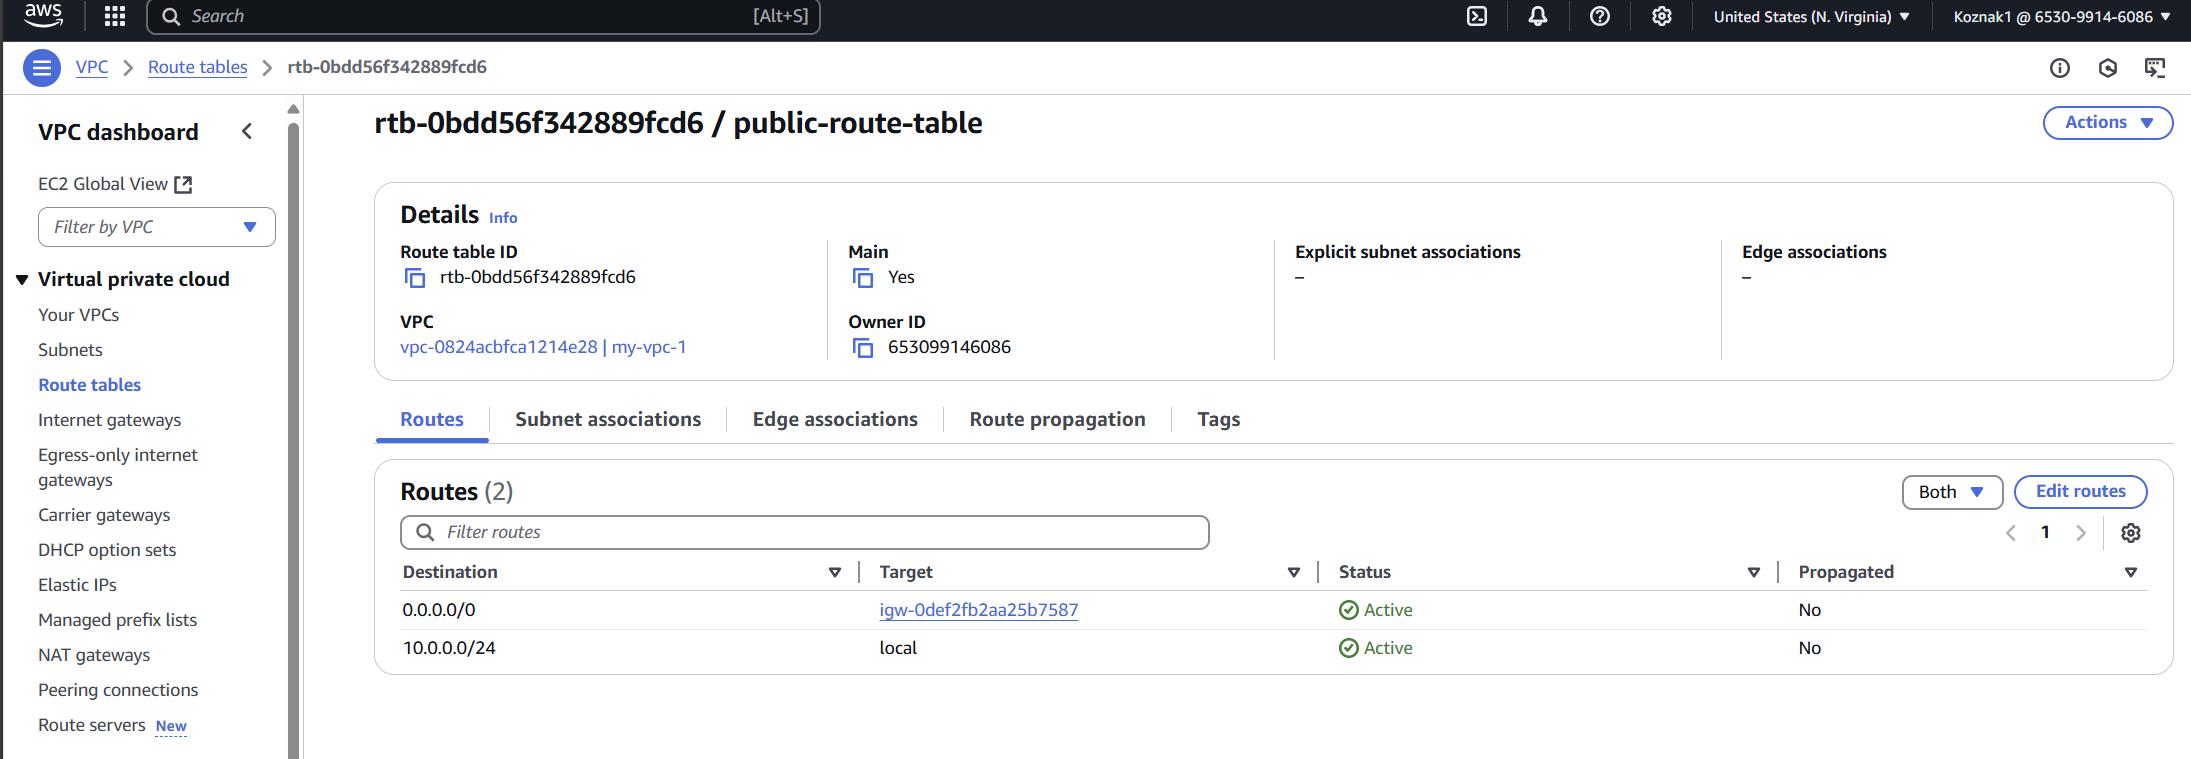 aws
Search [Alt+S]
United States (N. Virginia)
Koznak1 @ 6530-9914-6086
VPC
Route tables
rtb-0bdd56f342889fcd6
VPC dashboard
EC2 Global View
Filter by VPC
Virtual private cloud
Your VPCs
Subnets
Route tables
Internet gateways
Egress-only internet
gateways
Carrier gateways
DHCP option sets
Elastic IPs
Managed prefix lists
NAT gateways
Peering connections
Route servers New
rtb-0bdd56f342889fcd6 / public-route-table
Actions
Details Info
Route table ID
rtb-0bdd56f342889fcd6
Main
Yes
Explicit subnet associations
–
Edge associations
–
VPC
vpc-0824acbfca1214e28 | my-vpc-1
Owner ID
653099146086
Routes
Subnet associations
Edge associations
Route propagation
Tags
Routes (2)
Both
Edit routes
Filter routes
1
Destination Target Status Propagated
0.0.0.0/0 igw-0def2fb2aa25b7587 Active No
10.0.0.0/24 local Active No